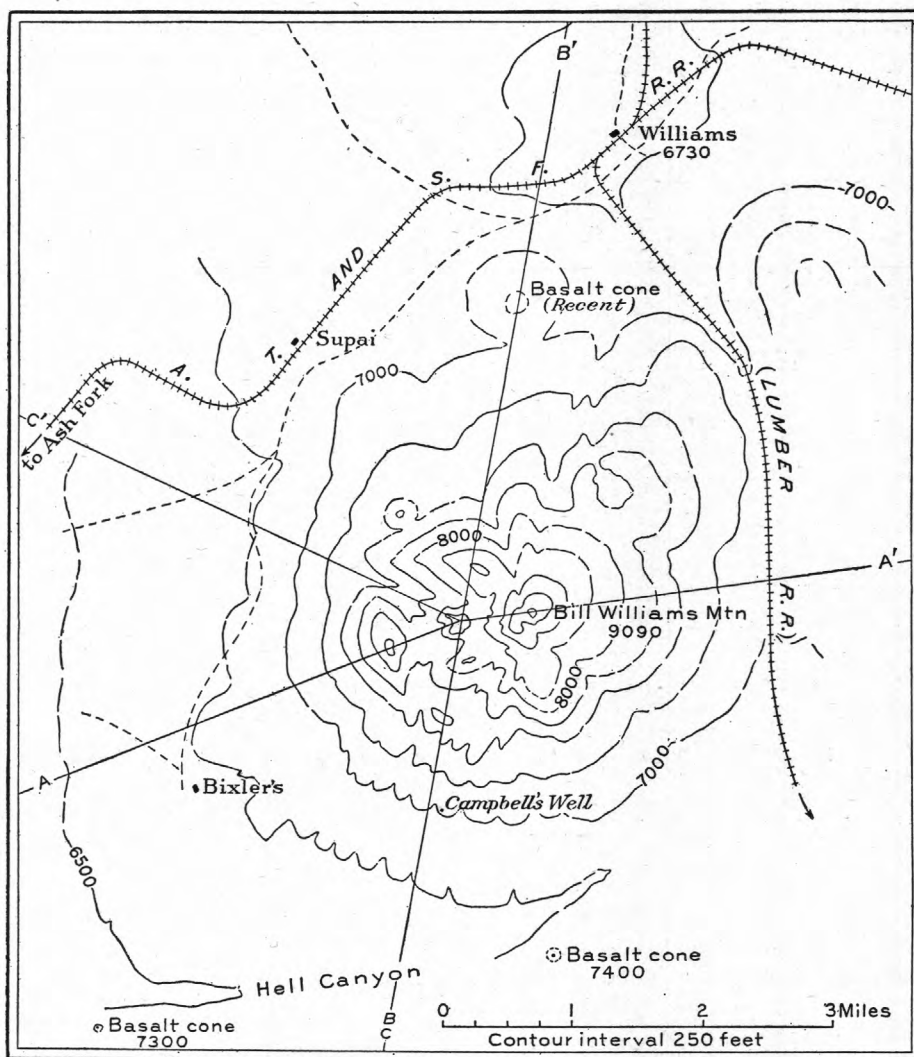 B'
R. R.
Williams
6730
S. F.
7000
Basalt cone
(Recent)
AND
T.
Supai
A.
7000
C'
to Ash Fork
(LUMBER
8000
A'
Bill Williams Mtn
9090
R. R.)
8000
7000
A
Bixler's
Campbell's Well
6500
Basalt cone
7400
Hell Canyon
B
C
0 1 2 3 Miles
Basalt cone
7300
Contour interval 250 feet